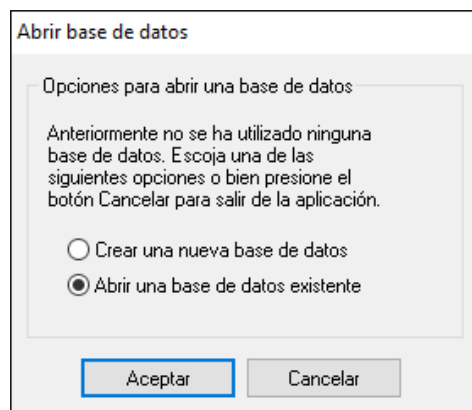 Abrir base de datos
Opciones para abrir una base de datos
Anteriormente no se ha utilizado ninguna
base de datos. Escoja una de las
siguientes opciones o bien presione el
botón Cancelar para salir de la aplicación.
Crear una nueva base de datos
Abrir una base de datos existente
Aceptar
Cancelar